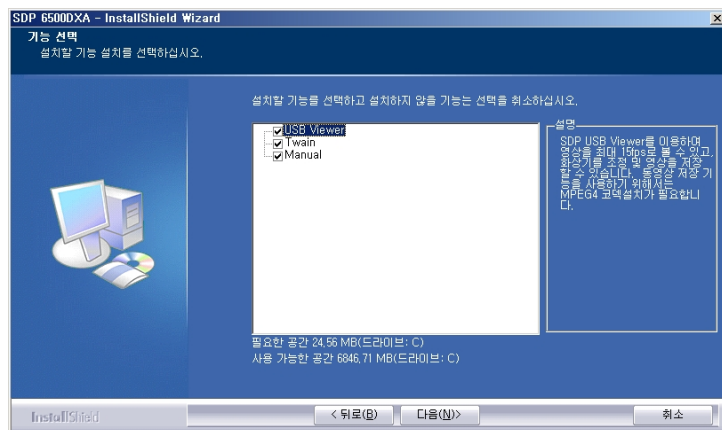 SDP 6500DXA - InstallShield Wizard
기능 선택
설치할 기능 설치를 선택하십시오.
설치할 기능를 선택하고 설치하지 않을 기능는 선택을 취소하십시오.
USB Viewer
Twain
Manual
설명
SDP USB Viewer를 이용하여
영상을 최대 15fps로 볼 수 있고,
화상기를 조정 및 영상을 저장
할 수 있습니다. 동영상 저장 기
능을 사용하기 위해서는
MPEG4 코덱설치가 필요합니
다.
필요한 공간 24.56 MB(드라이브: C)
사용 가능한 공간 6846.71 MB(드라이브: C)
InstallShield
< 뒤로(B)
다음(N)>
취소